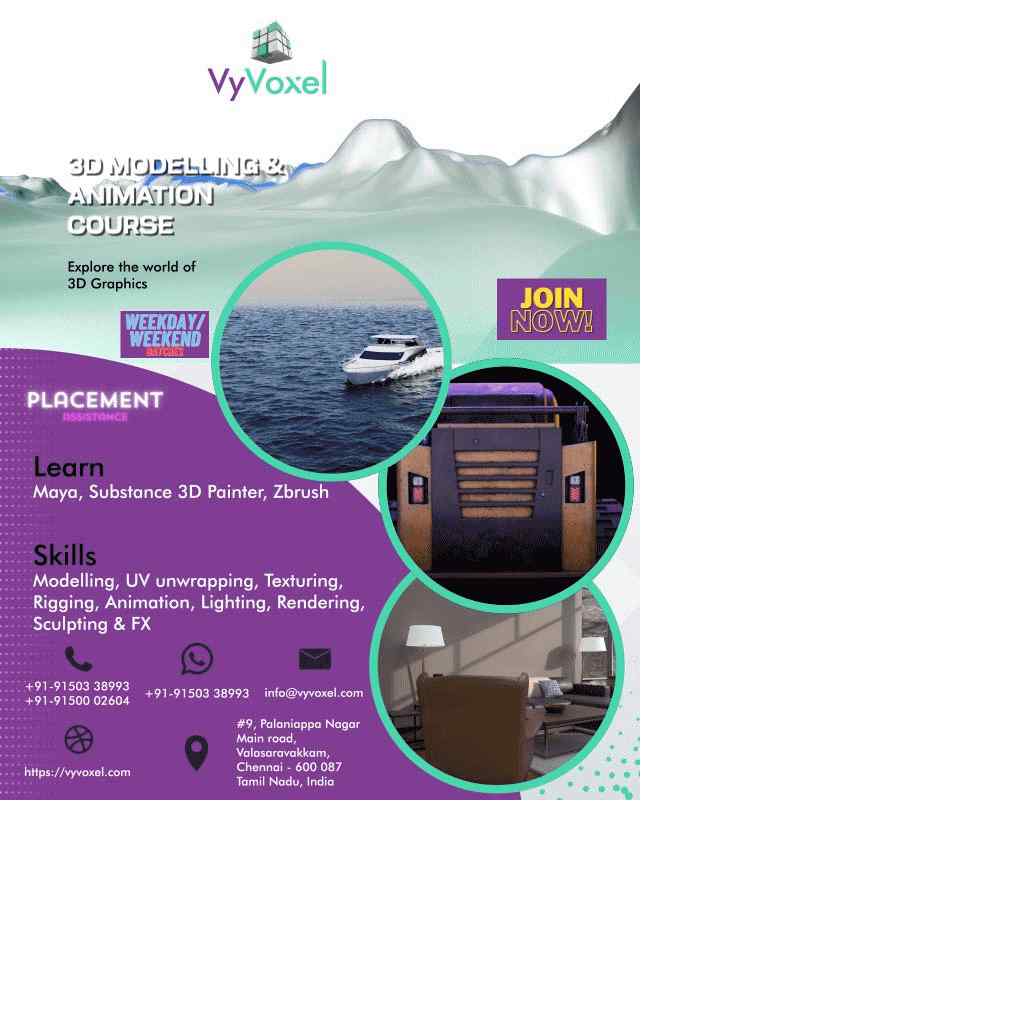 VyVoxel
3D MODELLING &
ANIMATION
COURSE
Explore the world of
3D Graphics
JOIN
NOW!
WEEKDAY/
WEEKEND
BATCHES
PLACEMENT
ASSISTANCE
Learn
Maya, Substance 3D Painter, Zbrush
Skills
Modelling, UV unwrapping, Texturing,
Rigging, Animation, Lighting, Rendering,
Sculpting & FX
+91-91503 38993
+91-91500 02604
+91-91503 38993
info@vyvoxel.com
https://vyvoxel.com
#9, Palaniappa Nagar
Main road,
Valasaravakkam,
Chennai - 600 087
Tamil Nadu, India